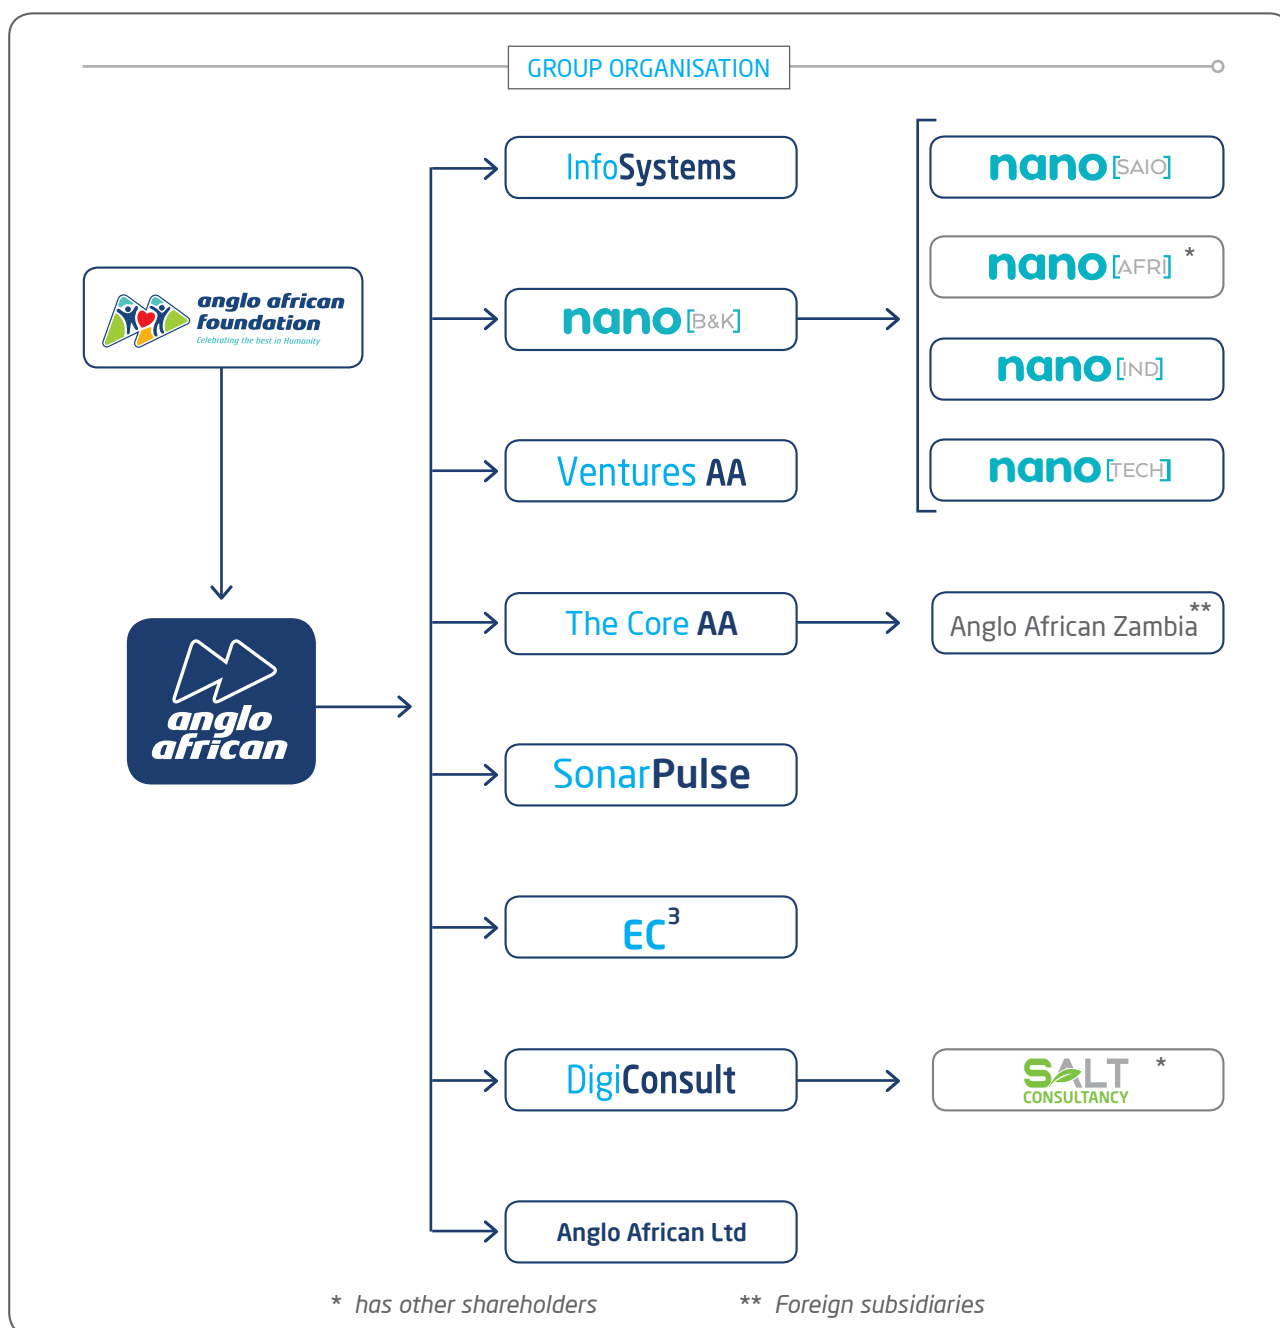 GROUP ORGANISATION
anglo african
foundation
Celebrating the best in Humanity
anglo
african
InfoSystems
nano [B&K]
Ventures AA
The Core AA
SonarPulse
EC³
DigiConsult
Anglo African Ltd
nano [SAIO]
nano [AFRI] *
nano [IND]
nano [TECH]
Anglo African Zambia**
SALT *
CONSULTANCY
* has other shareholders
** Foreign subsidiaries